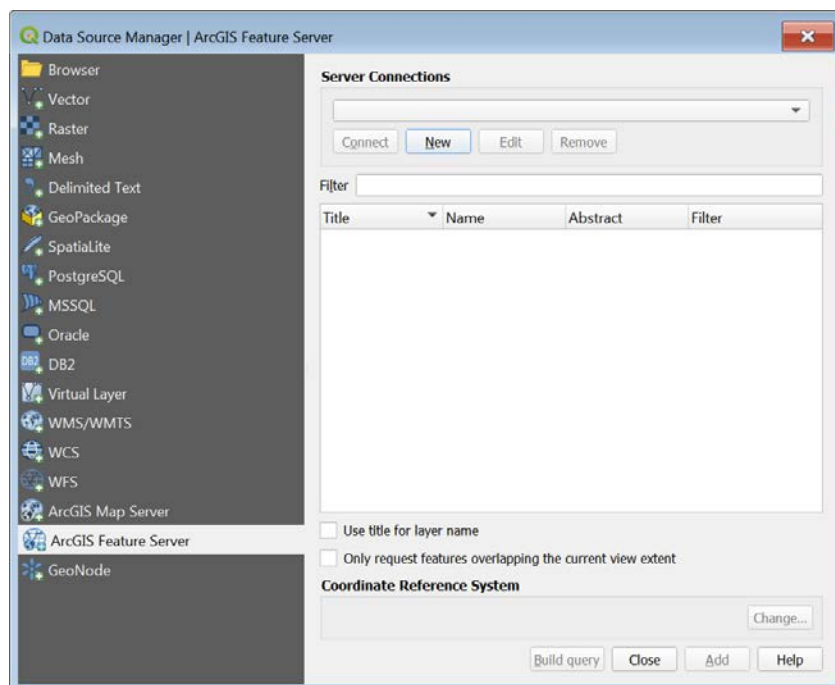 Data Source Manager | ArcGIS Feature Server
Browser
Vector
Raster
Mesh
Delimited Text
GeoPackage
SpatiaLite
PostgreSQL
MSSQL
Oracle
DB2
DB2
Virtual Layer
WMS/WMTS
WCS
WFS
ArcGIS Map Server
ArcGIS Feature Server
GeoNode
Server Connections
Connect New Edit Remove
Filter
Title Name Abstract Filter
Use title for layer name
Only request features overlapping the current view extent
Coordinate Reference System
Change...
Build query Close Add Help